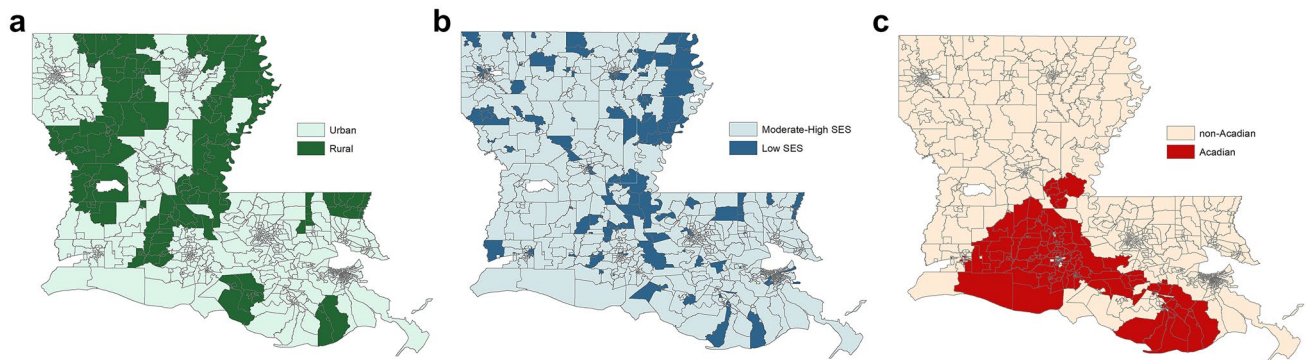 a
Urban
Rural
b
Moderate-High SES
Low SES
c
non-Acadian
Acadian